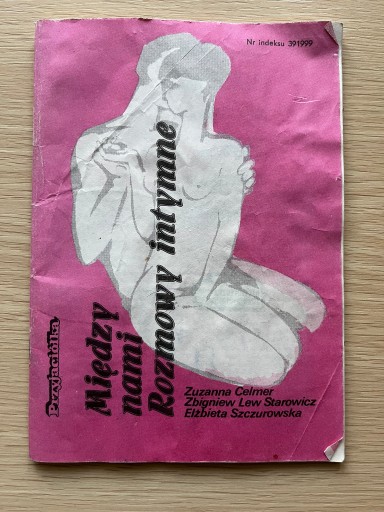 Nr indeksu 391999
Przyjaciółka
Między
nami
Rozmowy intymne
Zuzanna Celmer
Zbigniew Lew Starowicz
Elżbieta Szczurowska